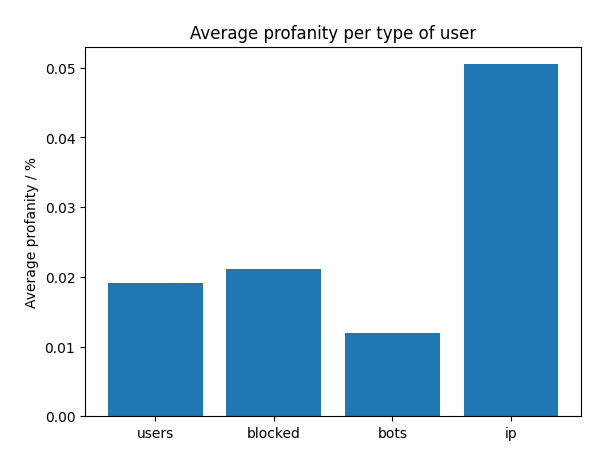 Average profanity per type of user
Average profanity / %
0.05
0.04
0.03
0.02
0.01
0.00
users
blocked
bots
ip